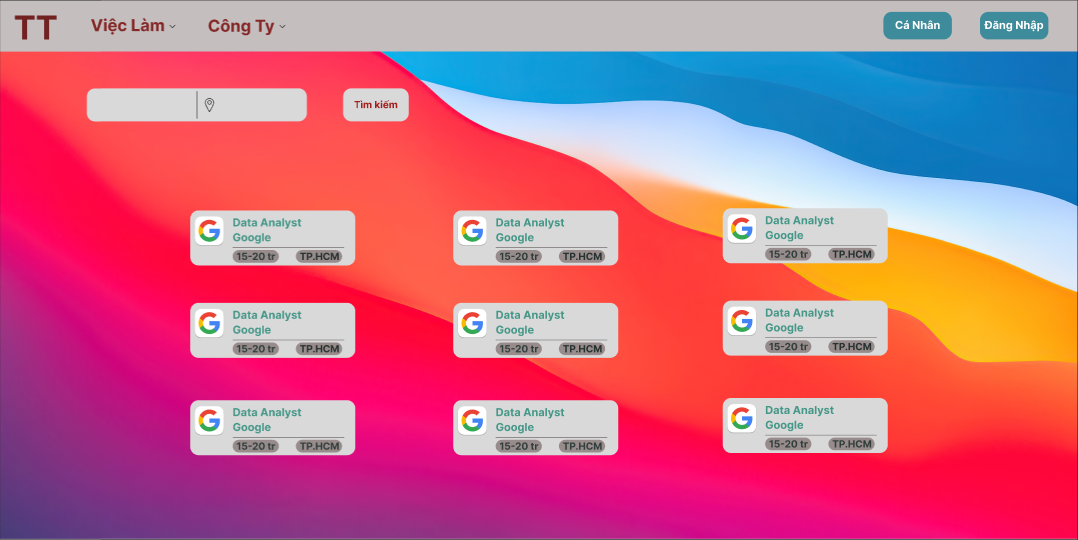 TT Việc Làm Công Ty Cá Nhân Đăng Nhập
Tìm kiếm
Data Analyst
Google
15-20 tr TP.HCM
Data Analyst
Google
15-20 tr TP.HCM
Data Analyst
Google
15-20 tr TP.HCM
Data Analyst
Google
15-20 tr TP.HCM
Data Analyst
Google
15-20 tr TP.HCM
Data Analyst
Google
15-20 tr TP.HCM
Data Analyst
Google
15-20 tr TP.HCM
Data Analyst
Google
15-20 tr TP.HCM
Data Analyst
Google
15-20 tr TP.HCM